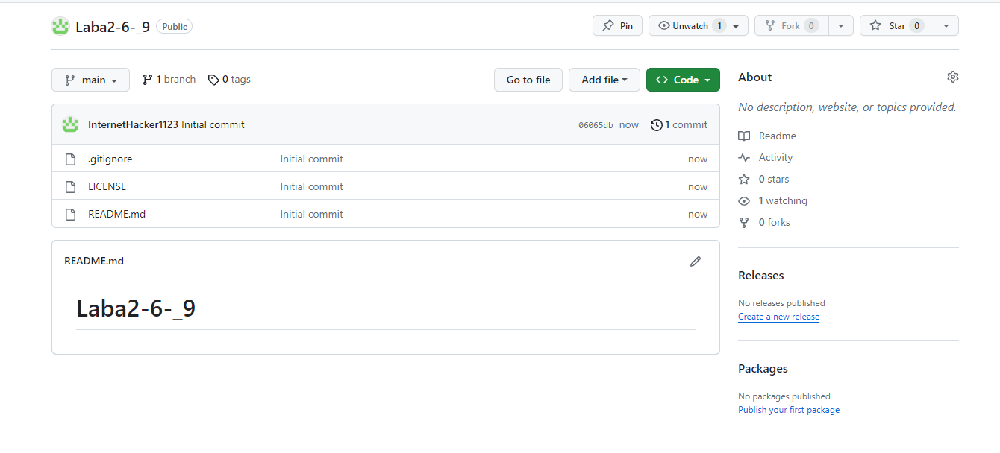 Laba2-6-_9 Public Pin Unwatch 1 Fork 0 Star 0
main 1 branch 0 tags Go to file Add file Code
InternetHacker1123 Initial commit 06065db now 1 commit
.gitignore Initial commit now
LICENSE Initial commit now
README.md Initial commit now
README.md
Laba2-6-_9
About
No description, website, or topics provided.
Readme
Activity
0 stars
1 watching
0 forks
Releases
No releases published
Create a new release
Packages
No packages published
Publish your first package